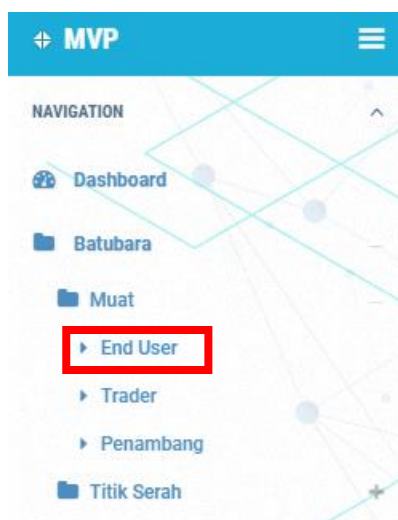 MVP
NAVIGATION
Dashboard
Batubara
Muat
End User
Trader
Penambang
Titik Serah